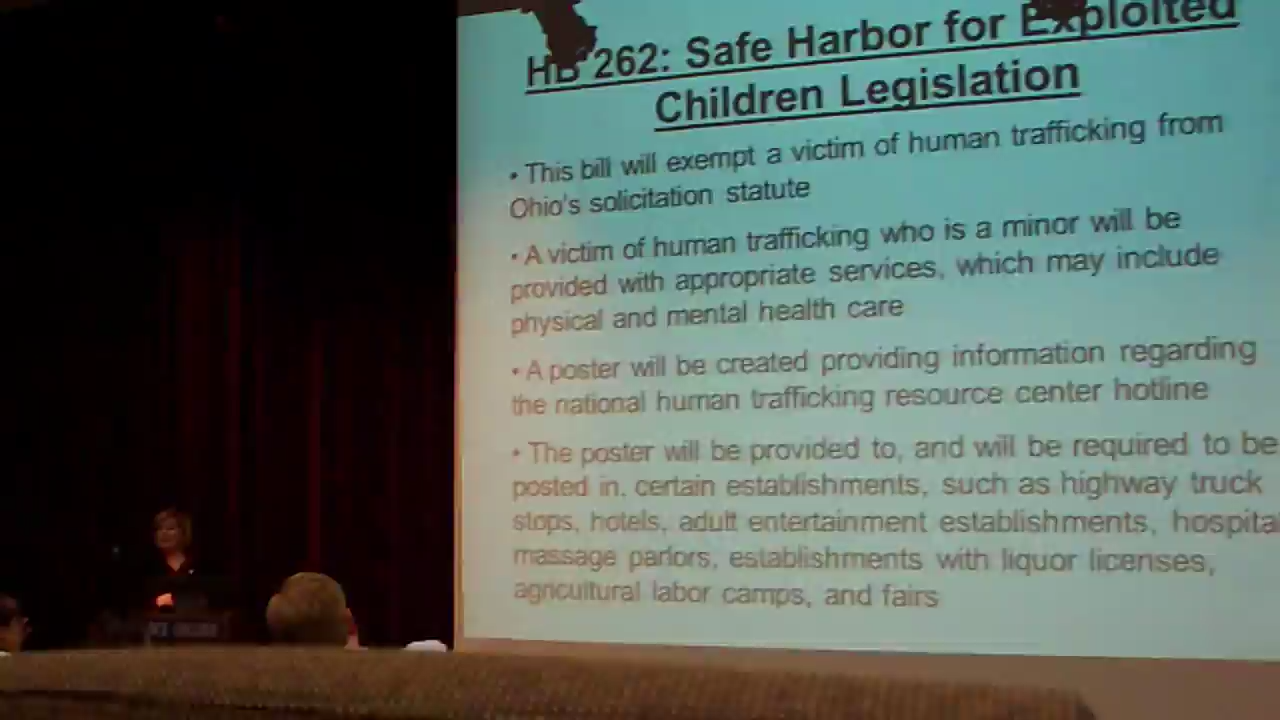 HB 262: Safe Harbor for Exploited
Children Legislation
• This bill will exempt a victim of human trafficking from
Ohio's solicitation statute
• A victim of human trafficking who is a minor will be
provided with appropriate services, which may include
physical and mental health care
• A poster will be created providing information regarding
the national human trafficking resource center hotline
• The poster will be provided to, and will be required to be
posted in, certain establishments, such as highway truck
stops, hotels, adult entertainment establishments, hospita
massage parlors, establishments with liquor licenses,
agricultural labor camps, and fairs